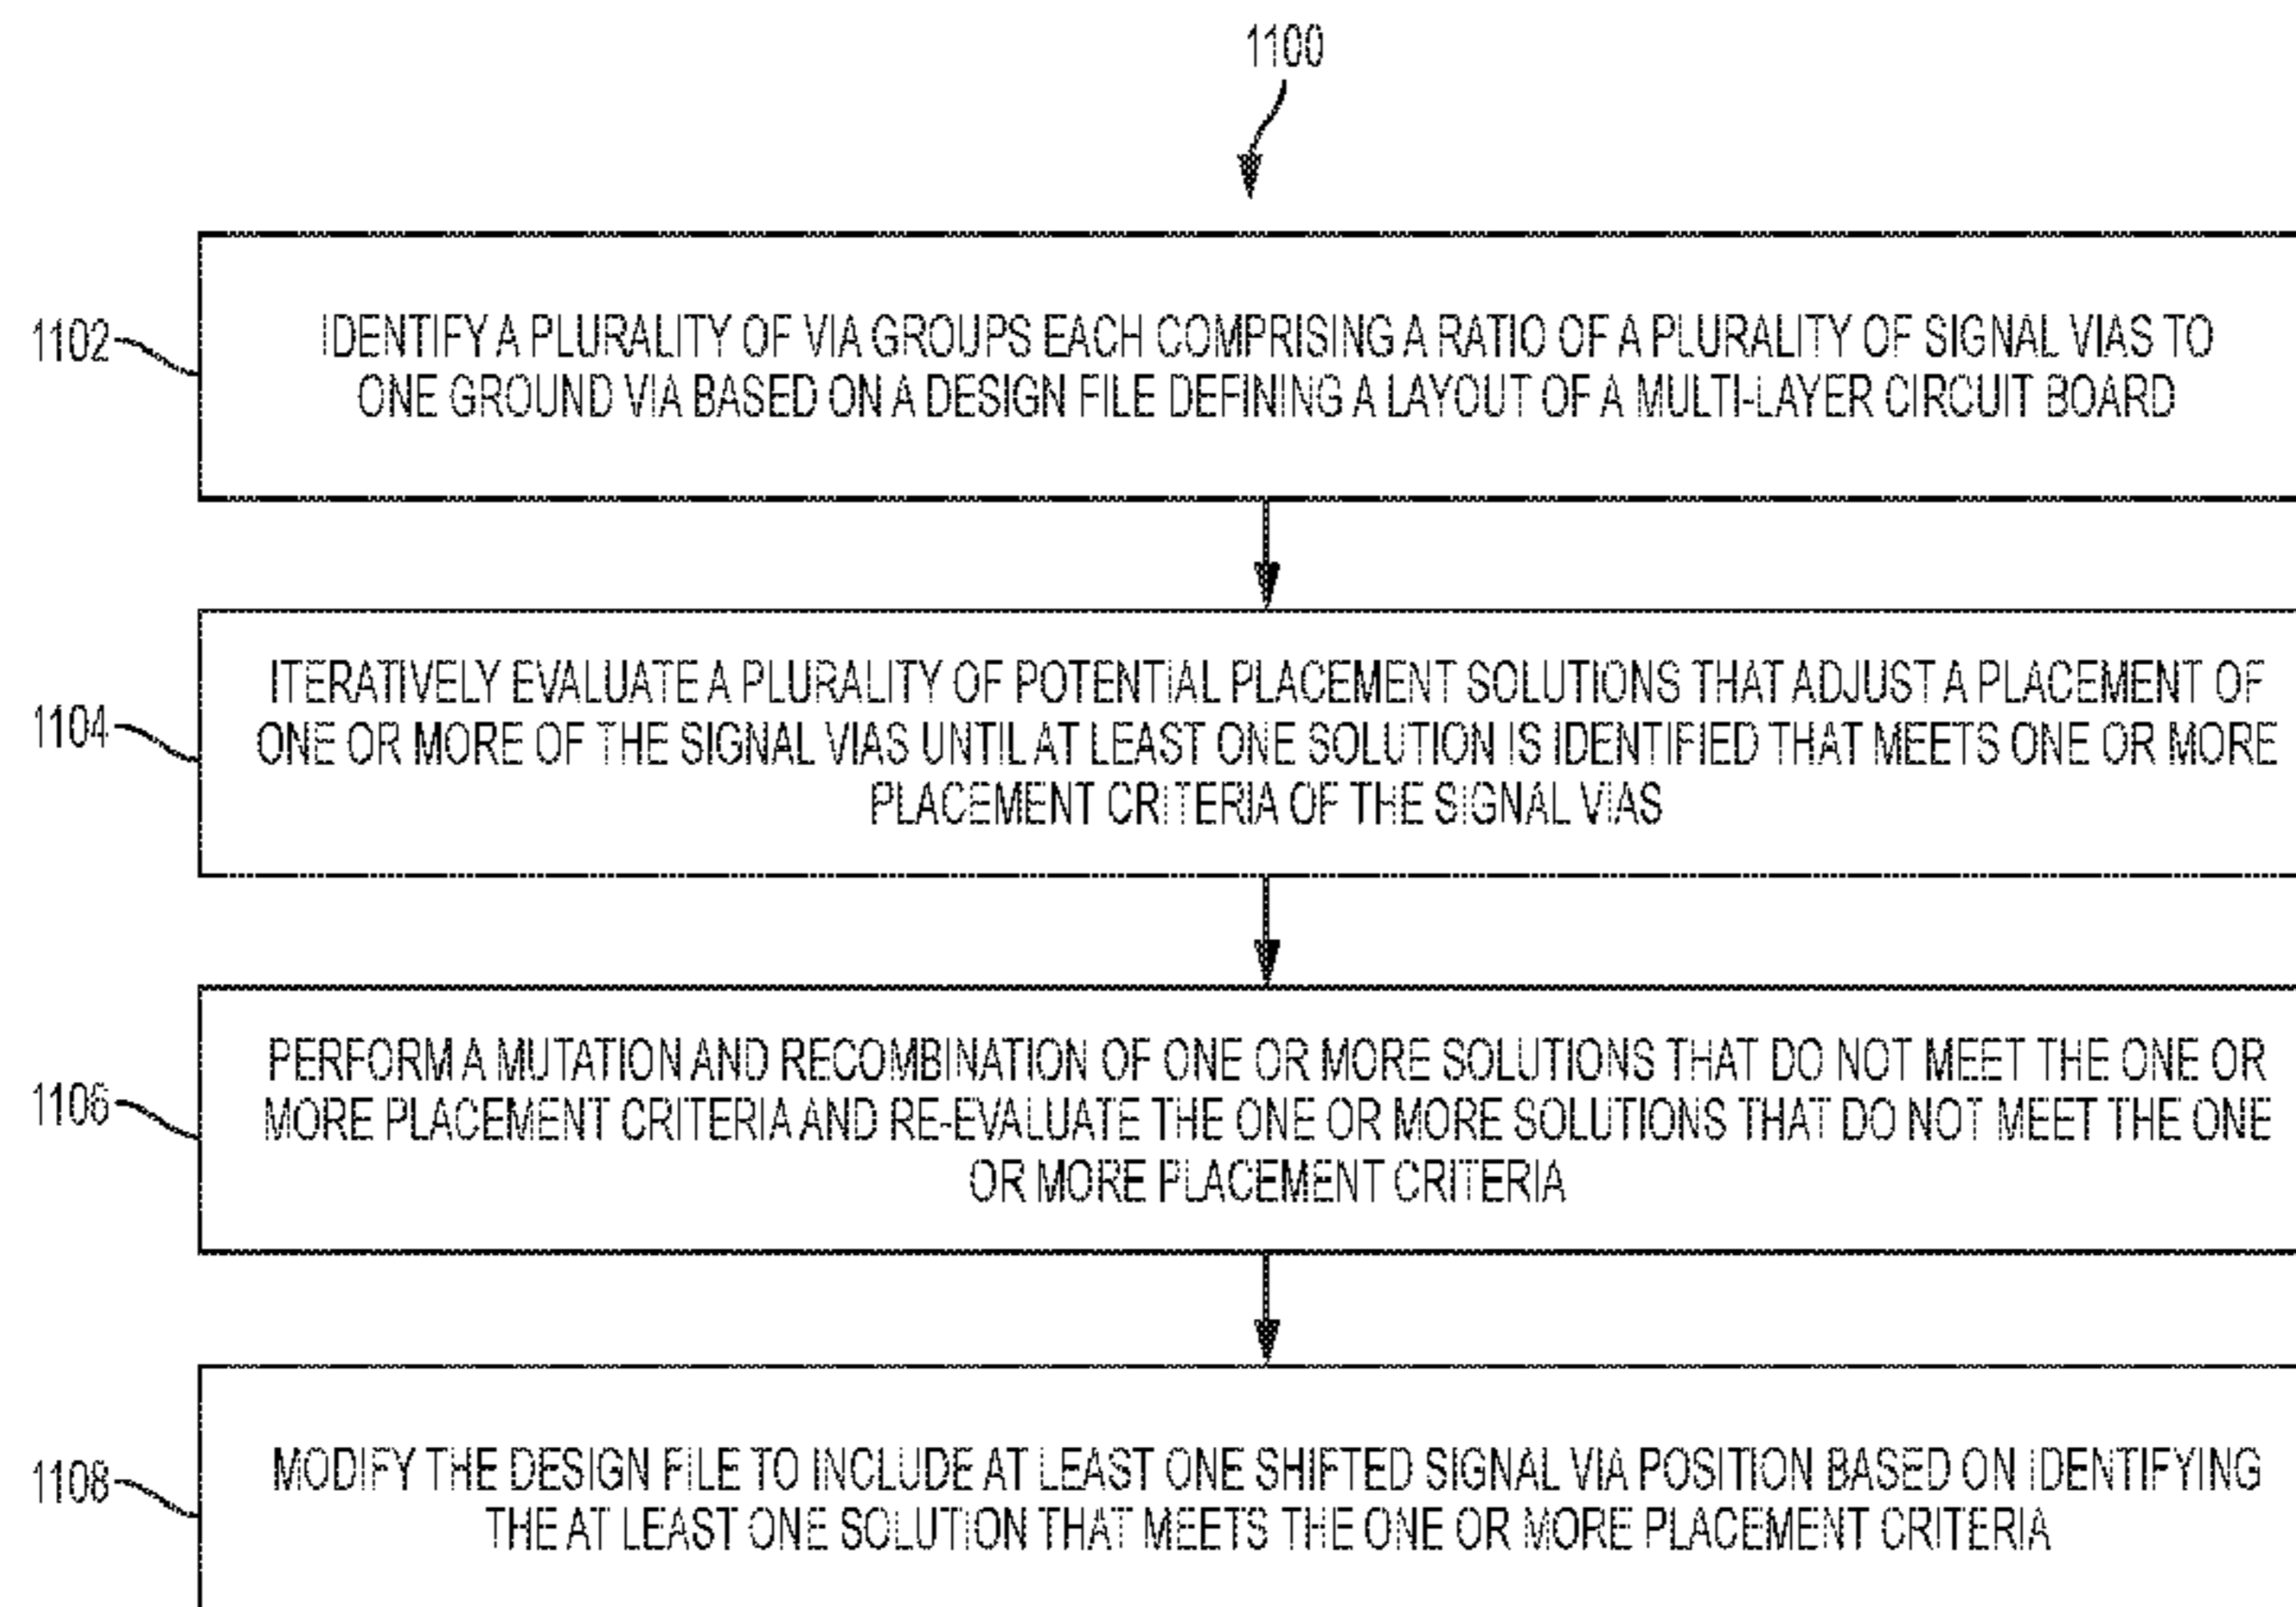 1100
1102
IDENTIFY A PLURALITY OF VIA GROUPS EACH COMPRISING A RATIO OF A PLURALITY OF SIGNAL VIAS TO
ONE GROUND VIA BASED ON A DESIGN FILE DEFINING A LAYOUT OF A MULTI-LAYER CIRCUIT BOARD
1104
ITERATIVELY EVALUATE A PLURALITY OF POTENTIAL PLACEMENT SOLUTIONS THAT ADJUST A PLACEMENT OF
ONE OR MORE OF THE SIGNAL VIAS UNTIL AT LEAST ONE SOLUTION IS IDENTIFIED THAT MEETS ONE OR MORE
PLACEMENT CRITERIA OF THE SIGNAL VIAS
1106
PERFORM A MUTATION AND RECOMBINATION OF ONE OR MORE SOLUTIONS THAT DO NOT MEET THE ONE OR
MORE PLACEMENT CRITERIA AND RE-EVALUATE THE ONE OR MORE SOLUTIONS THAT DO NOT MEET THE ONE
OR MORE PLACEMENT CRITERIA
1108
MODIFY THE DESIGN FILE TO INCLUDE AT LEAST ONE SHIFTED SIGNAL VIA POSITION BASED ON IDENTIFYING
THE AT LEAST ONE SOLUTION THAT MEETS THE ONE OR MORE PLACEMENT CRITERIA